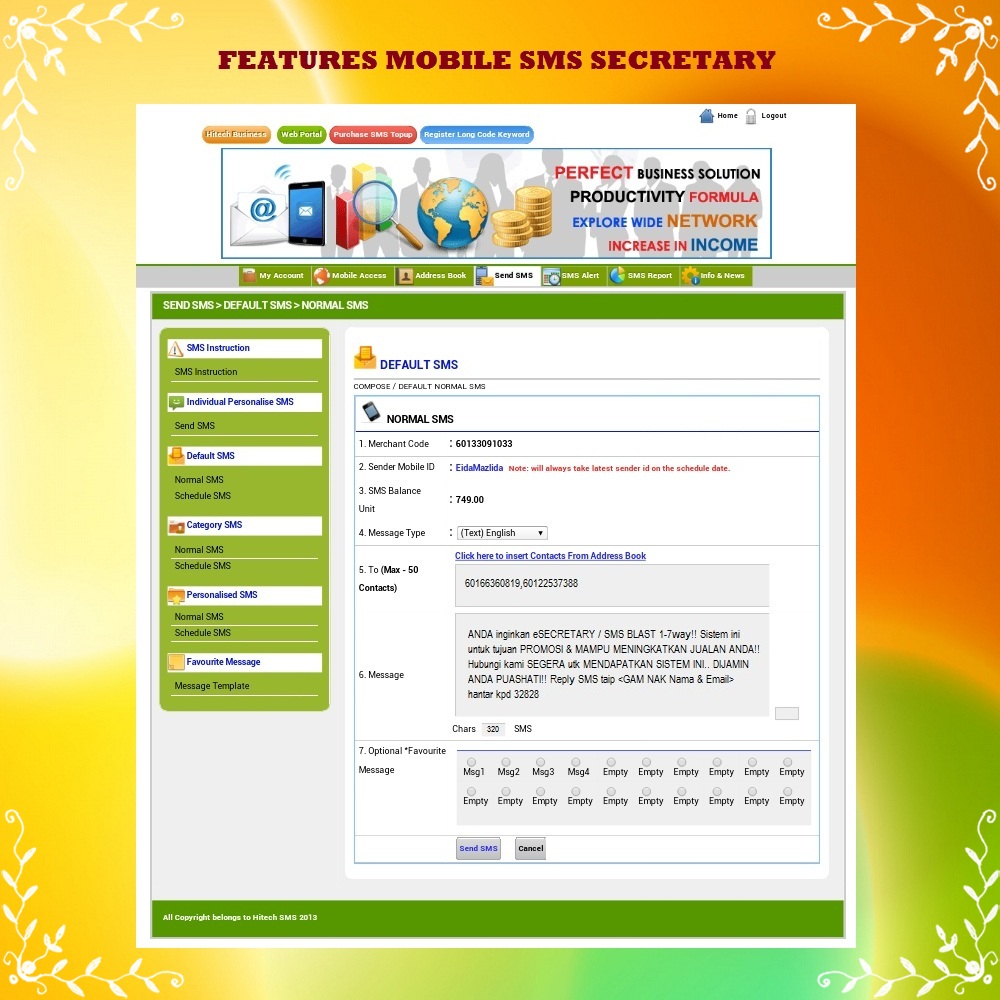 FEATURES MOBILE SMS SECRETARY
Home Logout
Hitech Business Web Portal Purchase SMS Topup Register Long Code Keyword
PERFECT BUSINESS SOLUTION
PRODUCTIVITY FORMULA
EXPLORE WIDE NETWORK
INCREASE IN INCOME
My Account Mobile Access Address Book Send SMS SMS Alert SMS Report Info & News
SEND SMS > DEFAULT SMS > NORMAL SMS
SMS Instruction
SMS Instruction
Individual Personalise SMS
Send SMS
Default SMS
Normal SMS
Schedule SMS
Category SMS
Normal SMS
Schedule SMS
Personalised SMS
Normal SMS
Schedule SMS
Favourite Message
Message Template
DEFAULT SMS
COMPOSE / DEFAULT NORMAL SMS
NORMAL SMS
1. Merchant Code : 60133091033
2. Sender Mobile ID : EidaMazlida Note: will always take latest sender id on the schedule date.
3. SMS Balance
Unit : 749.00
4. Message Type : (Text) English
Click here to insert Contacts From Address Book
5. To (Max - 50
Contacts)
60166360819,60122537388
6. Message
ANDA inginkan eSECRETARY / SMS BLAST 1-7way!! Sistem ini
untuk tujuan PROMOSI & MAMPU MENINGKATKAN JUALAN ANDA!!
Hubungi kami SEGERA utk MENDAPATKAN SISTEM INI.. DIJAMIN
ANDA PUASHATI!! Reply SMS taip <GAM NAK Nama & Email>
hantar kpd 32828
Chars 320 SMS
7. Optional *Favourite
Message
Msg1 Msg2 Msg3 Msg4 Empty Empty Empty Empty Empty Empty
Empty Empty Empty Empty Empty Empty Empty Empty Empty Empty
Send SMS Cancel
All Copyright belongs to Hitech SMS 2013